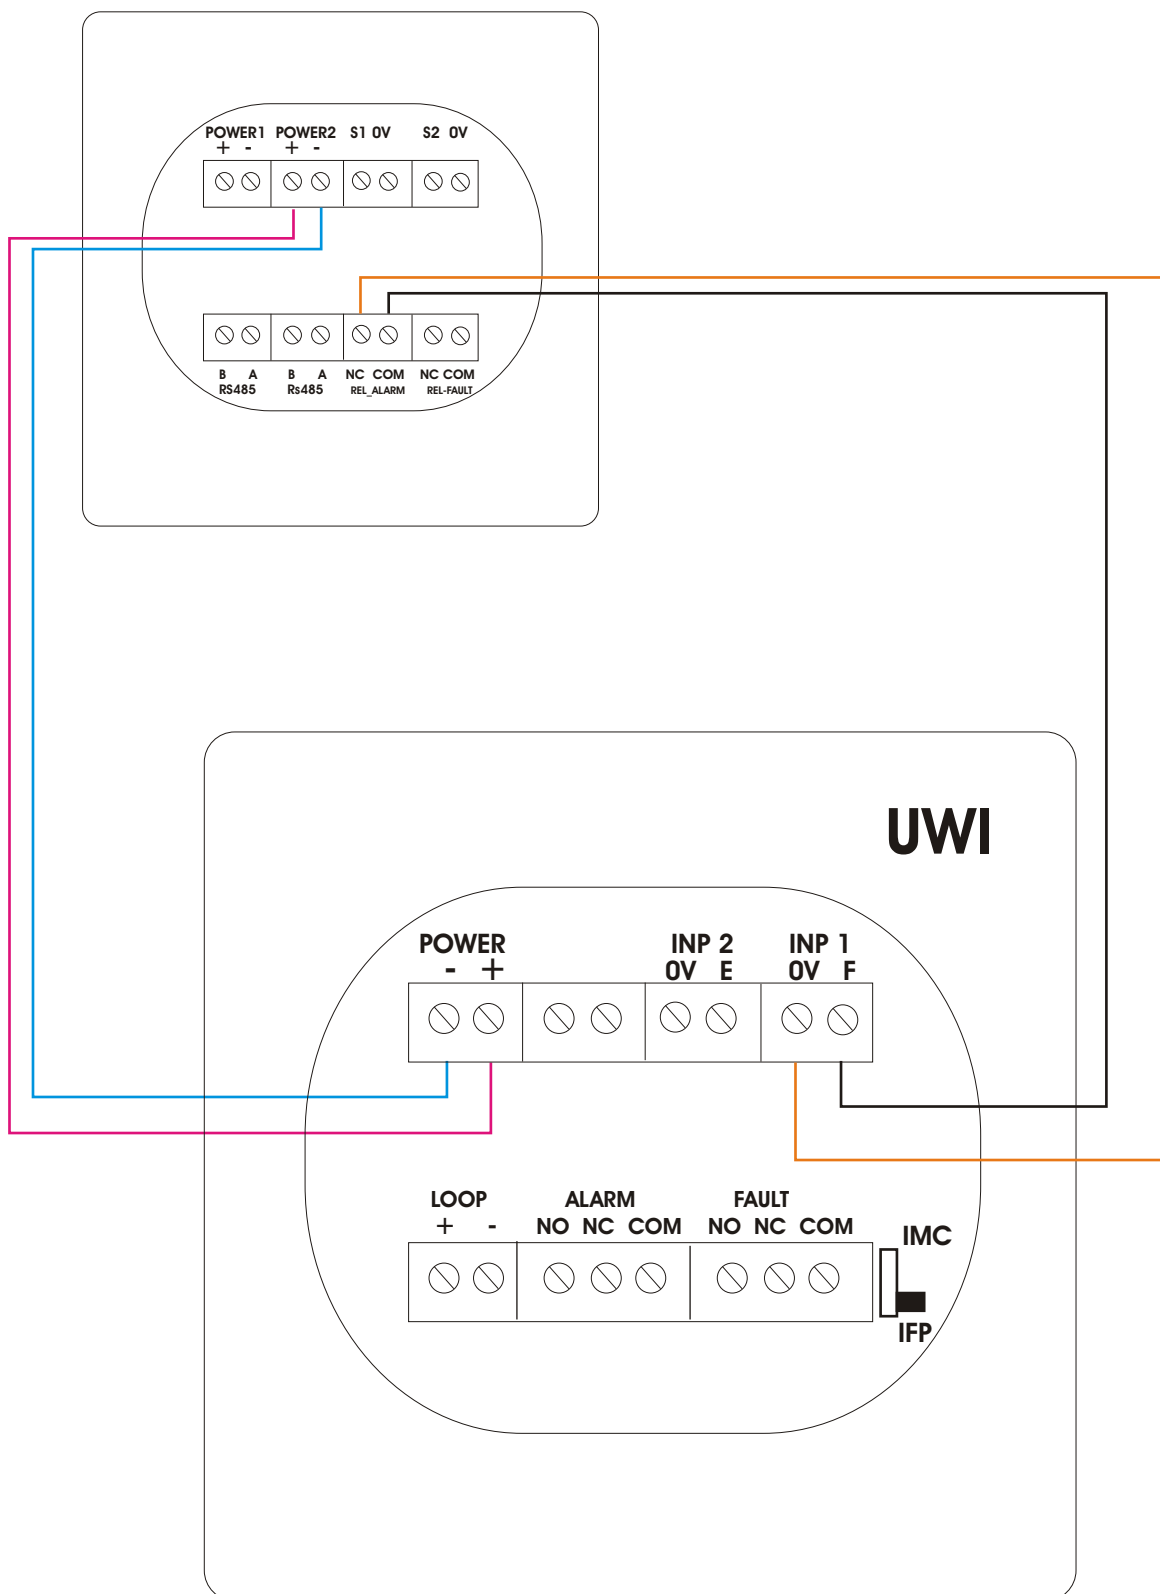 POWER1 POWER2 S1 0V S2 0V
+ - + -
B A B A NC COM NC COM
RS485 Rs485 REL_ALARM REL-FAULT
UWI
POWER INP 2 INP 1
- + 0V E 0V F
LOOP ALARM FAULT
+ - NO NC COM NO NC COM
IMC
IFP